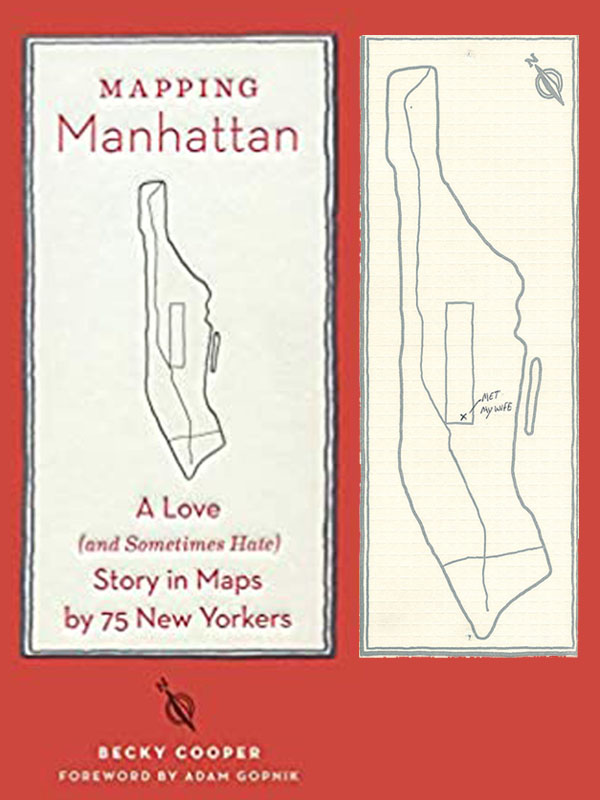 MAPPING
Manhattan
A Love
(and Sometimes Hate)
Story in Maps
by 75 New Yorkers
N
BECKY COOPER
FOREWORD BY ADAM GOPNIK
N
MET
MY WIFE